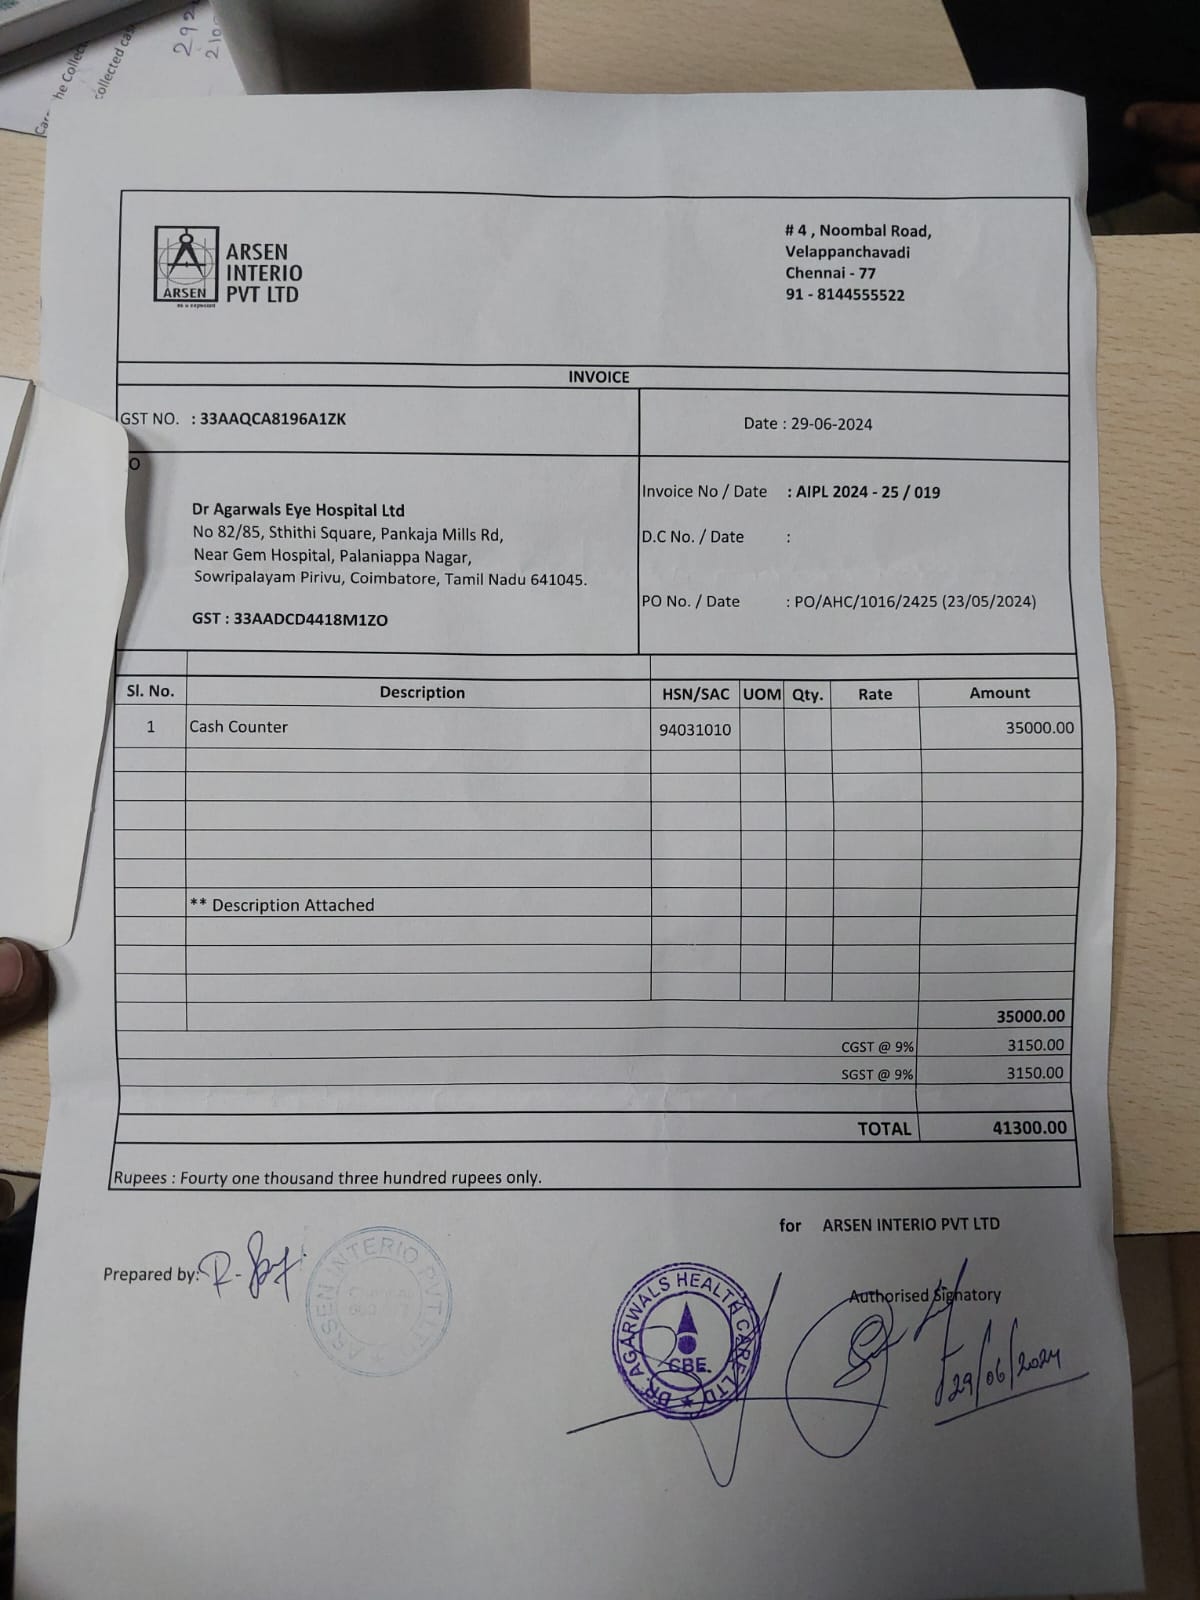 he Collec
collected ca
292
210
ARSEN
ARSEN
INTERIO
PVT LTD
# 4 , Noombal Road,
Velappanchavadi
Chennai - 77
91 - 8144555522
INVOICE
GST NO. : 33AAQCA8196A1ZK
Date : 29-06-2024
O
Dr Agarwals Eye Hospital Ltd
No 82/85, Sthithi Square, Pankaja Mills Rd,
Near Gem Hospital, Palaniappa Nagar,
Sowripalayam Pirivu, Coimbatore, Tamil Nadu 641045.
GST : 33AADCD4418M1ZO
Invoice No / Date : AIPL 2024 - 25 / 019
D.C No. / Date :
PO No. / Date : PO/AHC/1016/2425 (23/05/2024)
Sl. No. Description HSN/SAC UOM Qty. Rate Amount
1 Cash Counter 94031010 35000.00
** Description Attached
35000.00
CGST @ 9% 3150.00
SGST @ 9% 3150.00
TOTAL 41300.00
Rupees : Fourty one thousand three hundred rupees only.
for ARSEN INTERIO PVT LTD
Prepared by:
ARSEN INTERIO PVT LTD
DR. AGARWALS HEALTH CARE LTD
CBE.
Authorised Signatory
29/06/2024